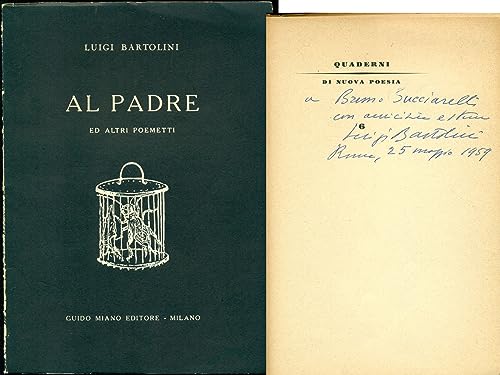 LUIGI BARTOLINI
AL PADRE
ED ALTRI POEMETTI
GUIDO MIANO EDITORE - MILANO
QUADERNI
DI NUOVA POESIA
a Bruno Succiarelli
con amicizia e stima
6
Luigi Bartolini
Roma, 25 maggio 1959